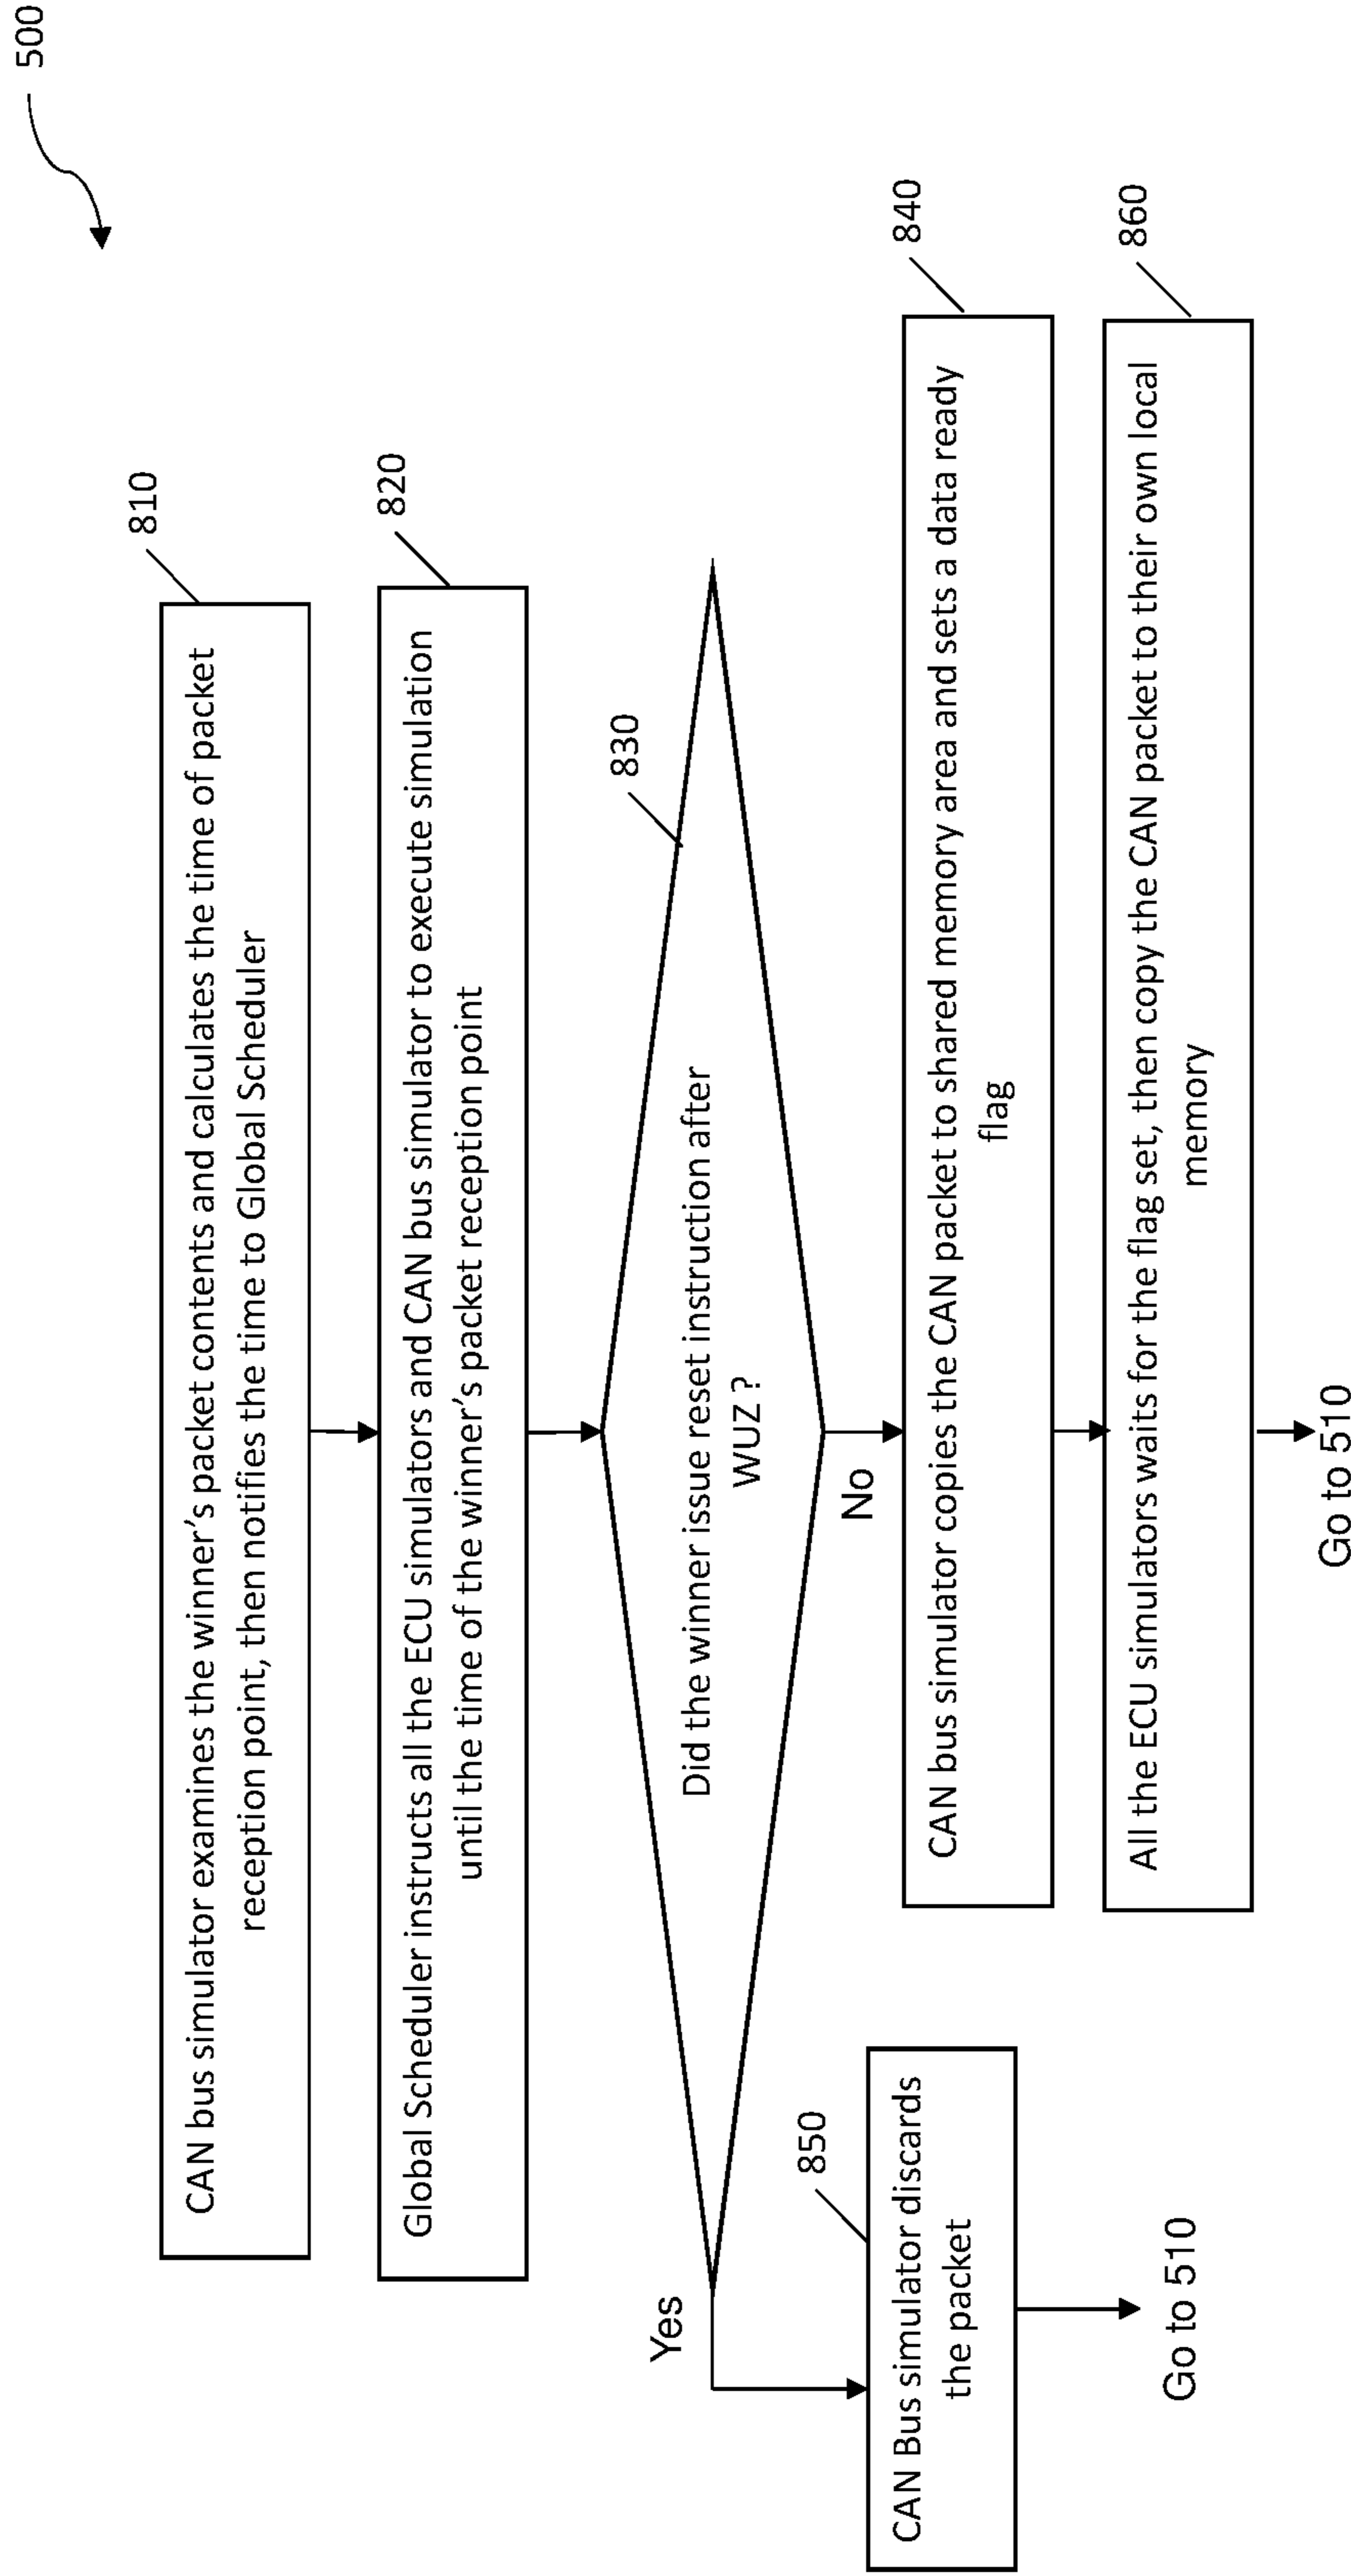 500
810
CAN bus simulator examines the winner's packet contents and calculates the time of packet
reception point, then notifies the time to Global Scheduler
820
Global Scheduler instructs all the ECU simulators and CAN bus simulator to execute simulation
until the time of the winner's packet reception point
830
Did the winner issue reset instruction after
WUZ ?
Yes
No
850
CAN Bus simulator discards
the packet
Go to 510
840
CAN bus simulator copies the CAN packet to shared memory area and sets a data ready
flag
860
All the ECU simulators waits for the flag set, then copy the CAN packet to their own local
memory
Go to 510